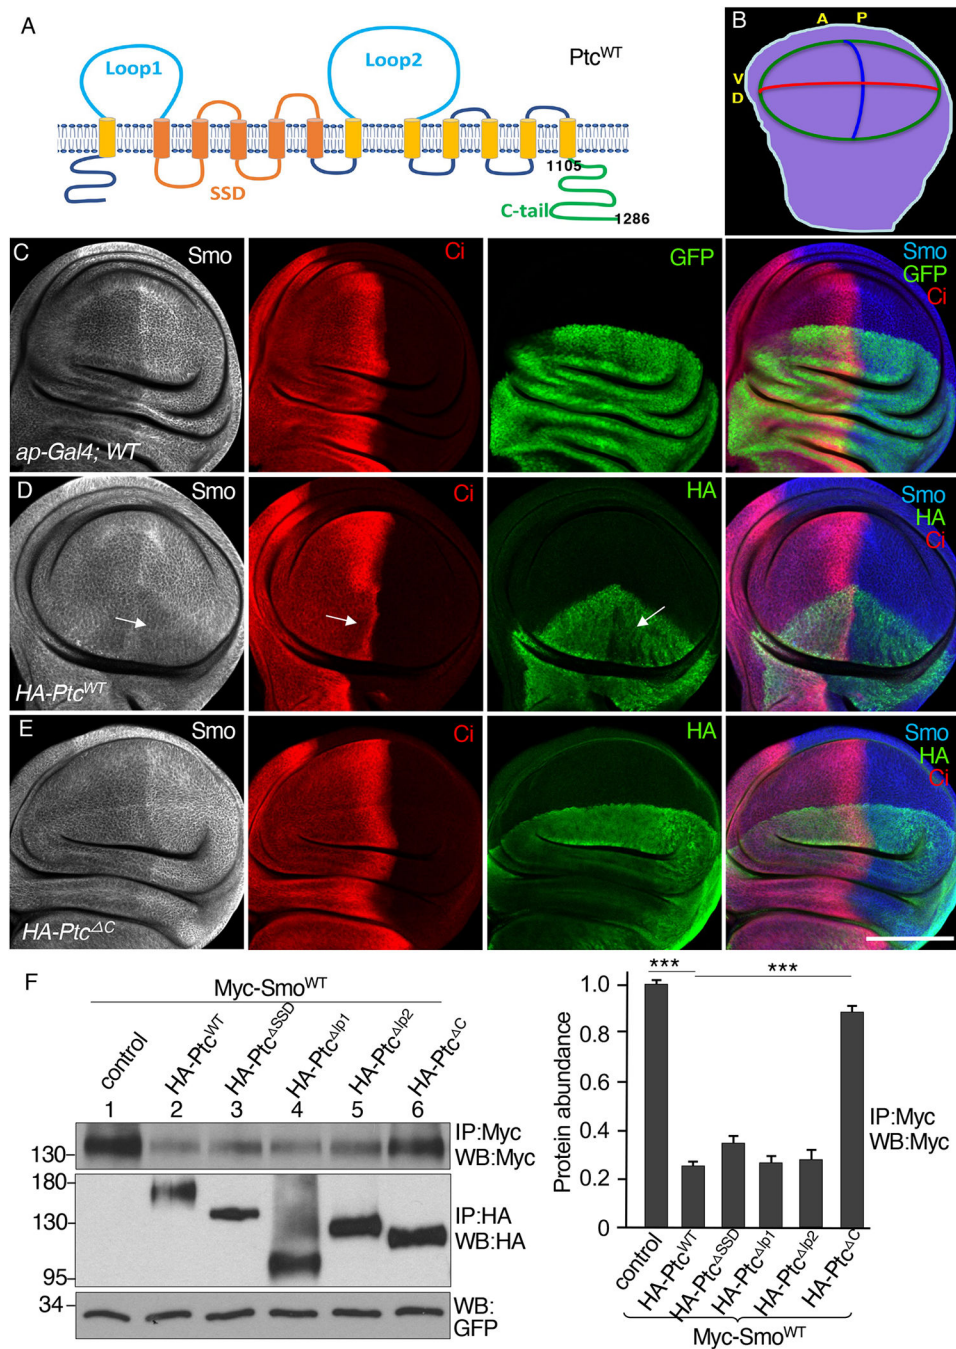 A
Loop1
Loop2
Ptc^WT
SSD
1105
C-tail
1286
B
A P
V
D
C
Smo
Ci
GFP
Smo
GFP
Ci
ap-Gal4; WT
D
Smo
Ci
HA
Smo
HA
Ci
HA-Ptc^WT
E
Smo
Ci
HA
Smo
HA
Ci
HA-Ptc^ΔC
F
Myc-Smo^WT
control
HA-Ptc^WT
HA-Ptc^ΔSSD
HA-Ptc^Δlp1
HA-Ptc^Δlp2
HA-Ptc^ΔC
1 2 3 4 5 6
130
IP:Myc
WB:Myc
180
130
95
IP:HA
WB:HA
34
WB:
GFP
*** ***
Protein abundance
1.0
0.8
0.6
0.4
0.2
0
IP:Myc
WB:Myc
control
HA-Ptc^WT
HA-Ptc^ΔSSD
HA-Ptc^Δlp1
HA-Ptc^Δlp2
HA-Ptc^ΔC
Myc-Smo^WT